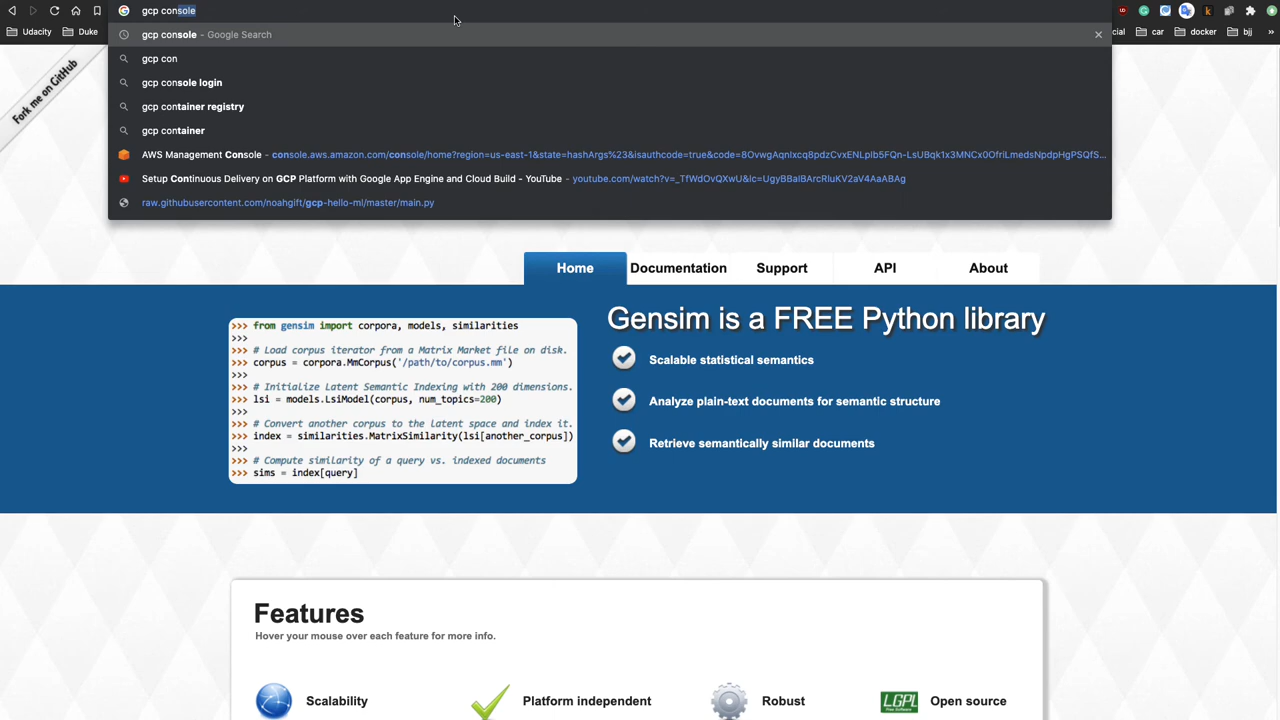 gcp console
Udacity
Duke
cial
car
docker
bjj
»
gcp console - Google Search
gcp con
gcp console login
gcp container registry
gcp container
AWS Management Console - console.aws.amazon.com/console/home?region=us-east-1&state=hashArgs%23&isauthcode=true&code=
Setup Continuous Delivery on GCP Platform with Google App Engine and Cloud Build - YouTube - youtube.com/watch?v=_TfWdOvQXwU&lc=UgyBBalBArcRluKV2aV4AaABAg
raw.githubusercontent.com/noahgift/gcp-hello-ml/master/main.py
Fork me on GitHub
Home
Documentation
Support
API
About
Gensim is a FREE Python library
Scalable statistical semantics
Analyze plain-text documents for semantic structure
Retrieve semantically similar documents
>>> from gensim import corpora, models, similarities
>>>
>>> # Load corpus iterator from a Matrix Market file on disk.
>>> corpus = corpora.MmCorpus('/path/to/corpus.mm')
>>>
>>> # Initialize Latent Semantic Indexing with 200 dimensions.
>>> lsi = models.LsiModel(corpus, num_topics=200)
>>>
>>> # Convert another corpus to the latent space and index it.
>>> index = similarities.MatrixSimilarity(lsi[another_corpus])
>>>
>>> # Compute similarity of a query vs. indexed documents
>>> sims = index[query]
Features
Hover your mouse over each feature for more info.
Scalability
Platform independent
Robust
LGPL
Open source